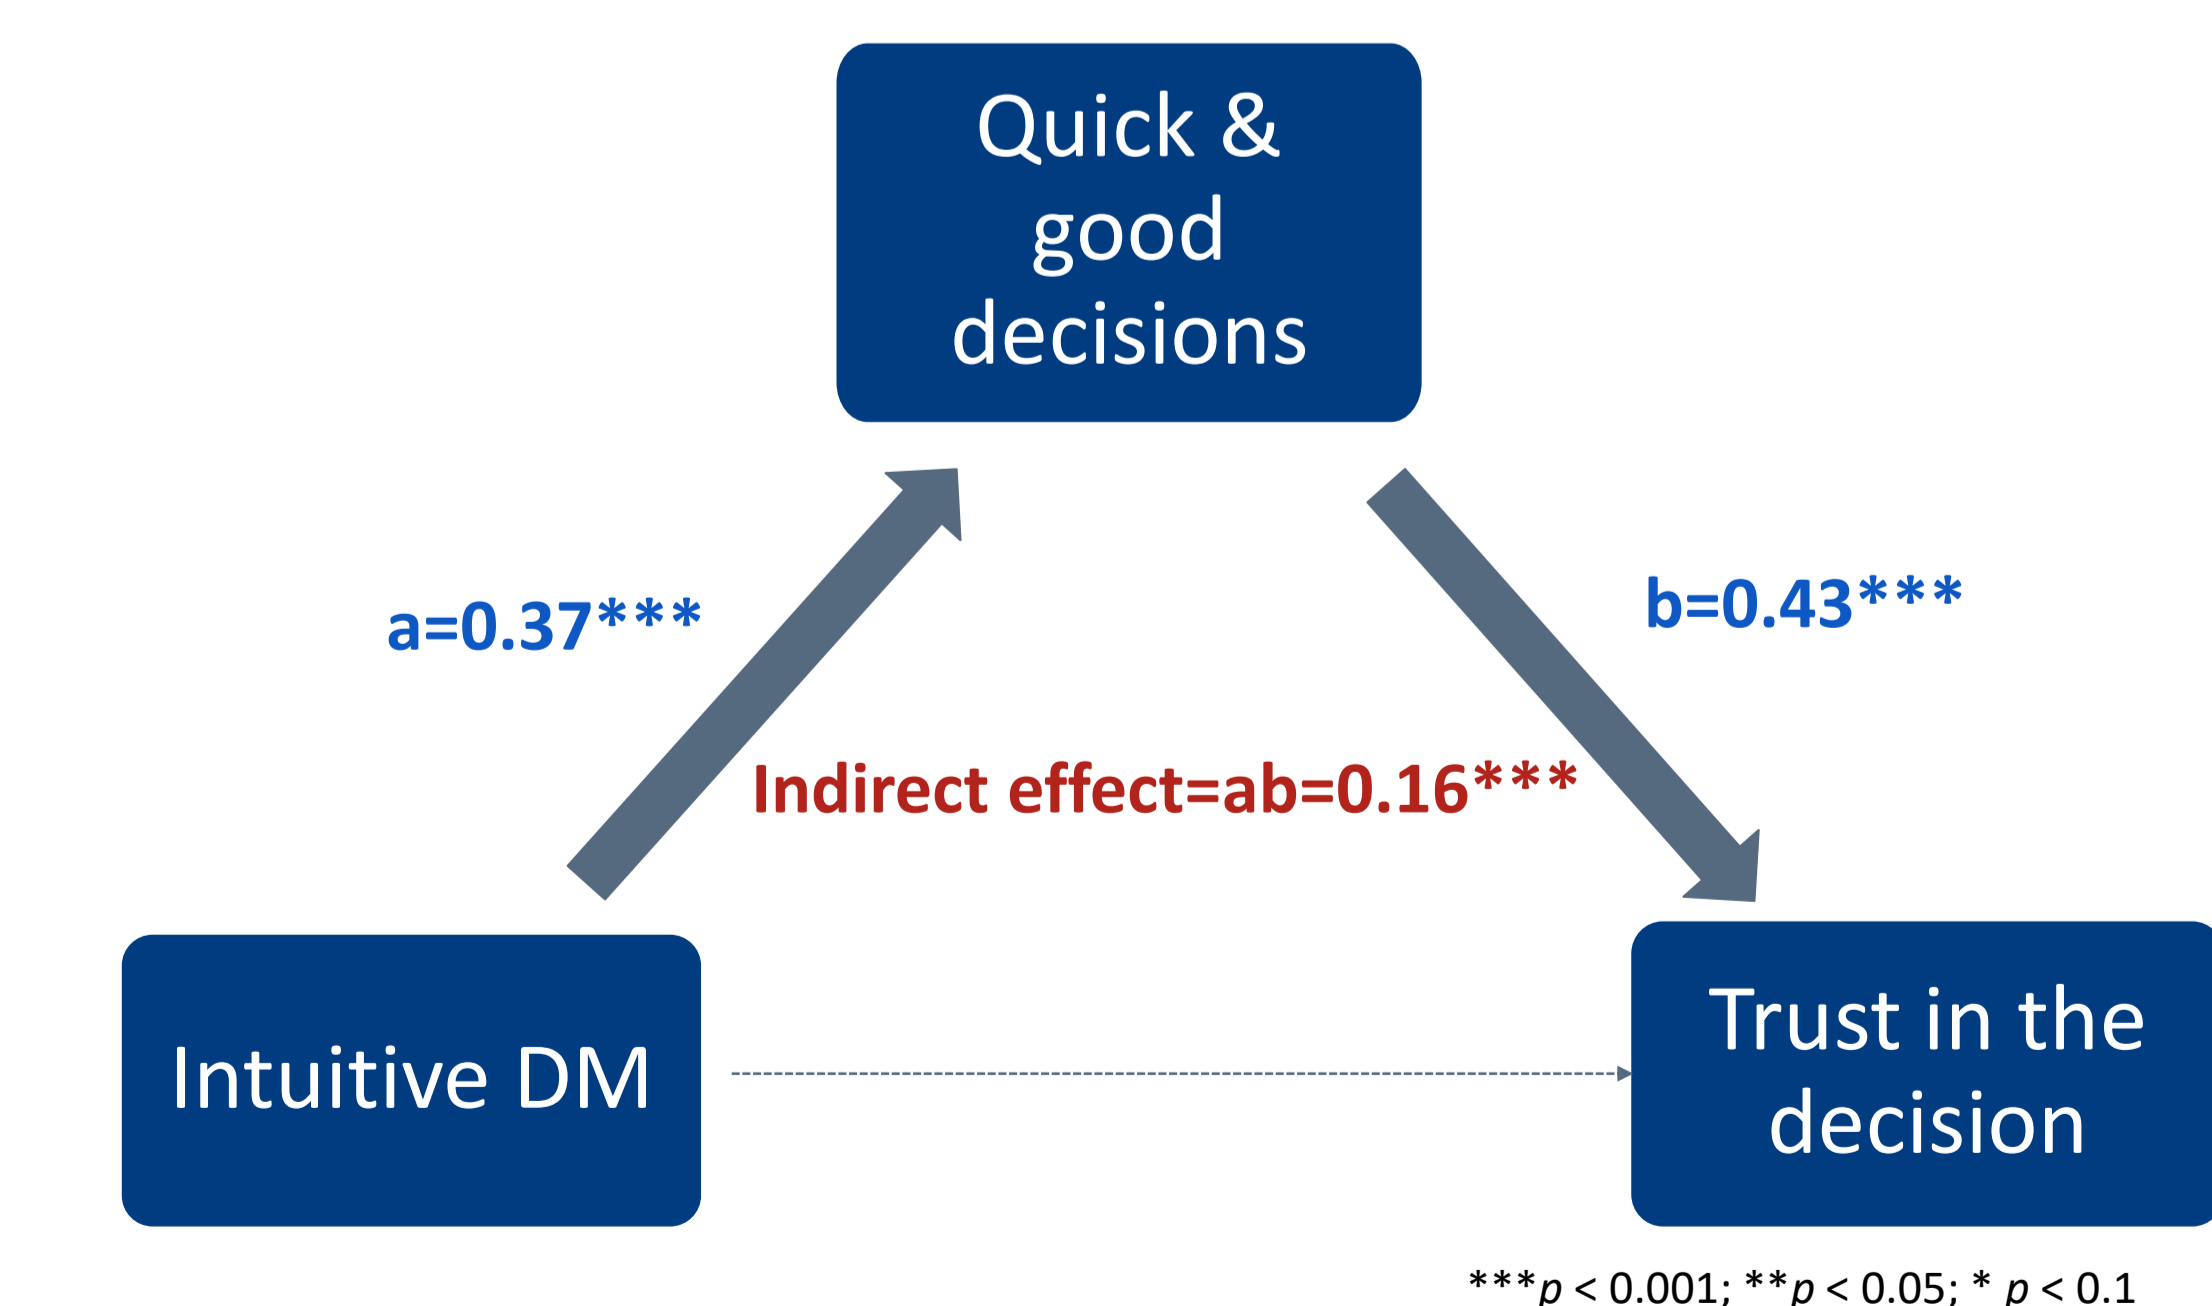 Quick &
good
decisions
a=0.37***
b=0.43***
Indirect effect=ab=0.16***
Intuitive DM
Trust in the
decision
***p < 0.001; **p < 0.05; * p < 0.1